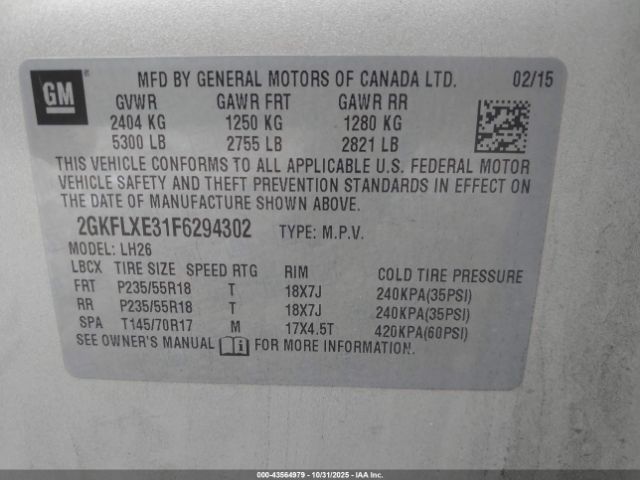 GM
MFD BY GENERAL MOTORS OF CANADA LTD. 02/15
GVWR GAWR FRT GAWR RR
2404 KG 1250 KG 1280 KG
5300 LB 2755 LB 2821 LB
THIS VEHICLE CONFORMS TO ALL APPLICABLE U.S. FEDERAL MOTOR
VEHICLE SAFETY AND THEFT PREVENTION STANDARDS IN EFFECT ON
THE DATE OF MANUFACTURE SHOWN ABOVE.
2GKFLXE31F6294302 TYPE: M.P.V.
MODEL: LH26
LBCX TIRE SIZE SPEED RTG RIM COLD TIRE PRESSURE
FRT P235/55R18 T 18X7J 240KPA(35PSI)
RR P235/55R18 T 18X7J 240KPA(35PSI)
SPA T145/70R17 M 17X4.5T 420KPA(60PSI)
SEE OWNER'S MANUAL i FOR MORE INFORMATION.
000-43564979 - 10/31/2025 - IAA Inc.